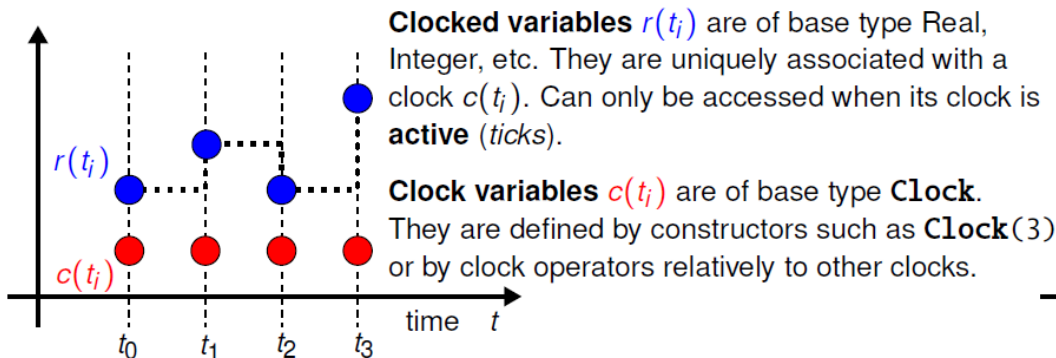 Clocked variables r(tᵢ) are of base type Real,
Integer, etc. They are uniquely associated with a
clock c(tᵢ). Can only be accessed when its clock is
active (ticks).
Clock variables c(tᵢ) are of base type Clock.
They are defined by constructors such as Clock(3)
or by clock operators relatively to other clocks.
r(tᵢ)
c(tᵢ)
time t
t₀ t₁ t₂ t₃